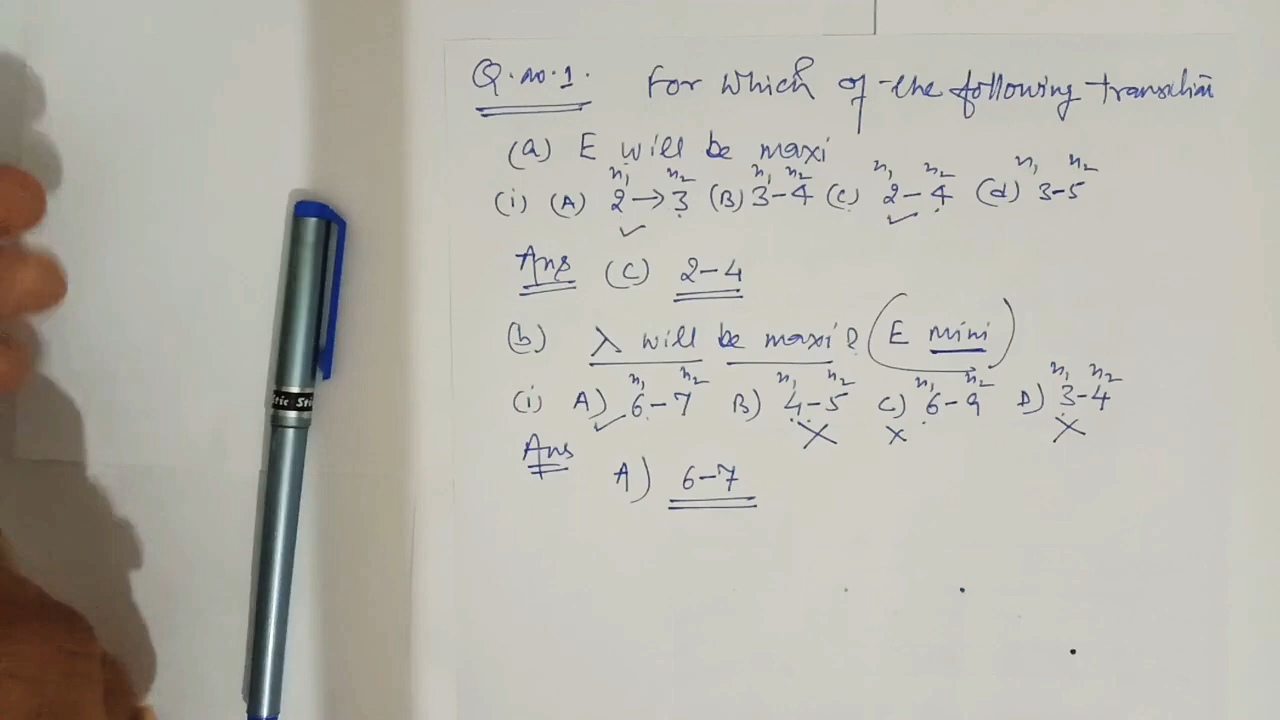 Q.no.1. For which of the following transition
(a) E will be maxi
n1 n2 n1 n2 n1 n2 n1 n2
(i) (A) 2→3 (B) 3-4 (C) 2-4 (d) 3-5
Ans (C) 2-4
(b) λ will be maxi? (E mini)
n1 n2 n1 n2 n1 n2 n1 n2
(i) A) 6-7 B) 4-5 C) 6-9 D) 3-4
Ans
A) 6-7